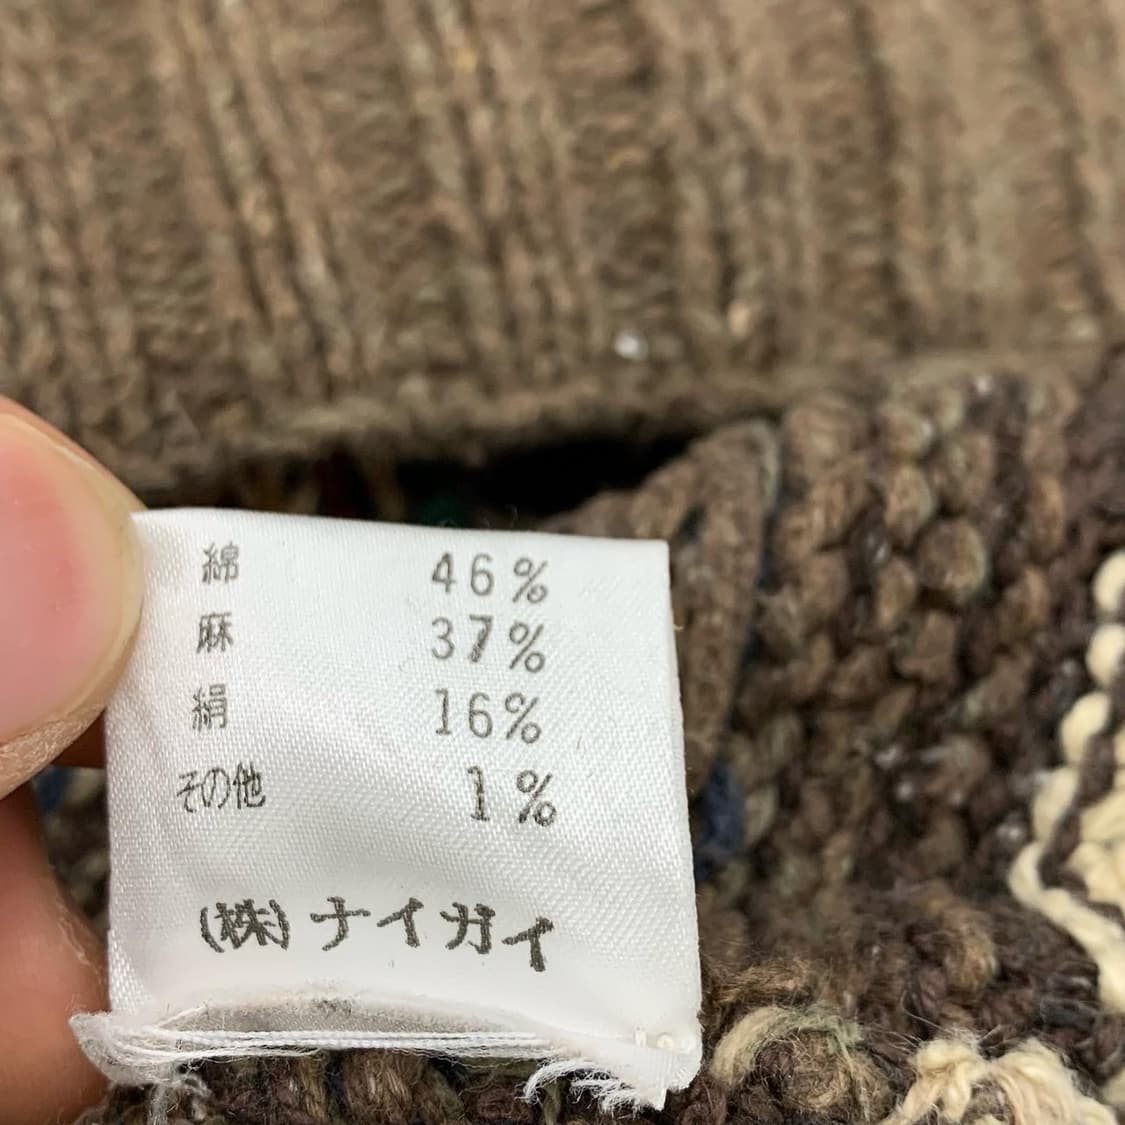 綿 46%
麻 37%
絹 16%
その他 1%
(株)ナイガイ